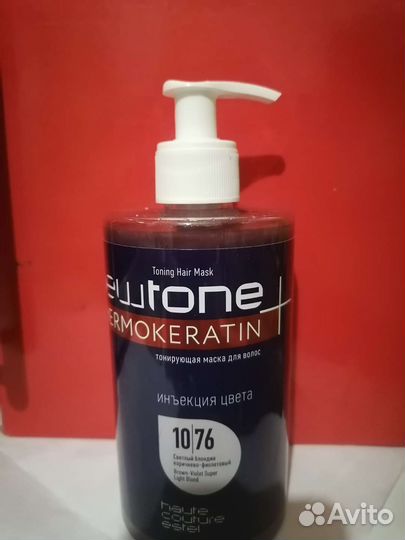 Toning Hair Mask
ewtone
ERMOKERATIN +
тонирующая маска для волос
инъекция цвета
10|76
Светлый блондин
коричнево-фиолетовый
Brown-Violet Super
Light Blond
haute
couture
estel
Avito